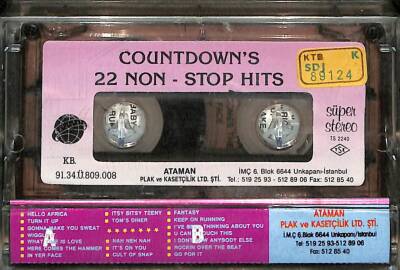 COUNTDOWN'S
22 NON - STOP HITS
KTB K
SDJ
89124
süper
stereo
TS 2240
TSE
KB.
91.34.Ü.809.008
ATAMAN
PLAK ve KASETÇİLİK LTD. ŞTİ.
İMÇ 6. Blok 6644 Unkapanı-İstanbul
Tel: 519 25 93 - 512 89 06 Fax: 512 85 40
HELLO AFRICA
TURN IT UP
GONNA MAKE YOU SWEAT
WIGGLE
WHAT IS LOVE
HERE COMES THE HAMMER
IN YER FACE
A
ITSY BITSY TEENY
TOM'S DINER
* * * * * * *
NAH NEH NAH
IT'S ON YOU
CULT OF SNAP
B
FANTASY
KEEP ON RUNNING
I'VE BEEN THINKING ABOUT YOU
U CAN'T TOUCH THIS
I DON'T ANYBODY ELSE
ROCKIN OVER THE BEAT
GO FOR IT
ATAMAN
PLAK ve KASETÇİLİK LTD. ŞTİ.
İ.M.Ç 6. Blok 6644 Unkapanı-İstanbul
Tel: 519 25 93-512 89 06
Fax: 512 85 40